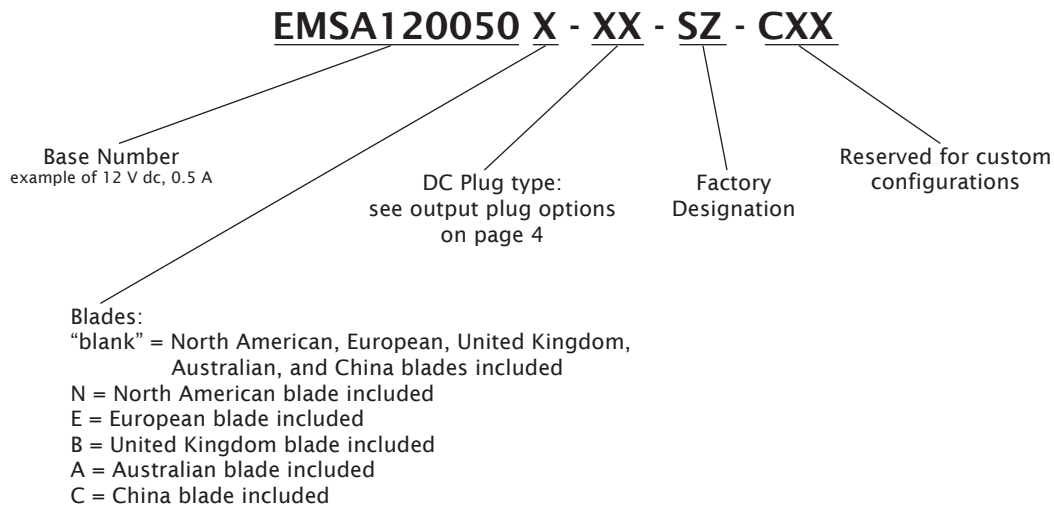 EMSA120050 X - XX - SZ - CXX
Base Number
example of 12 V dc, 0.5 A
DC Plug type:
see output plug options
on page 4
Factory
Designation
Reserved for custom
configurations
Blades:
“blank” = North American, European, United Kingdom,
Australian, and China blades included
N = North American blade included
E = European blade included
B = United Kingdom blade included
A = Australian blade included
C = China blade included